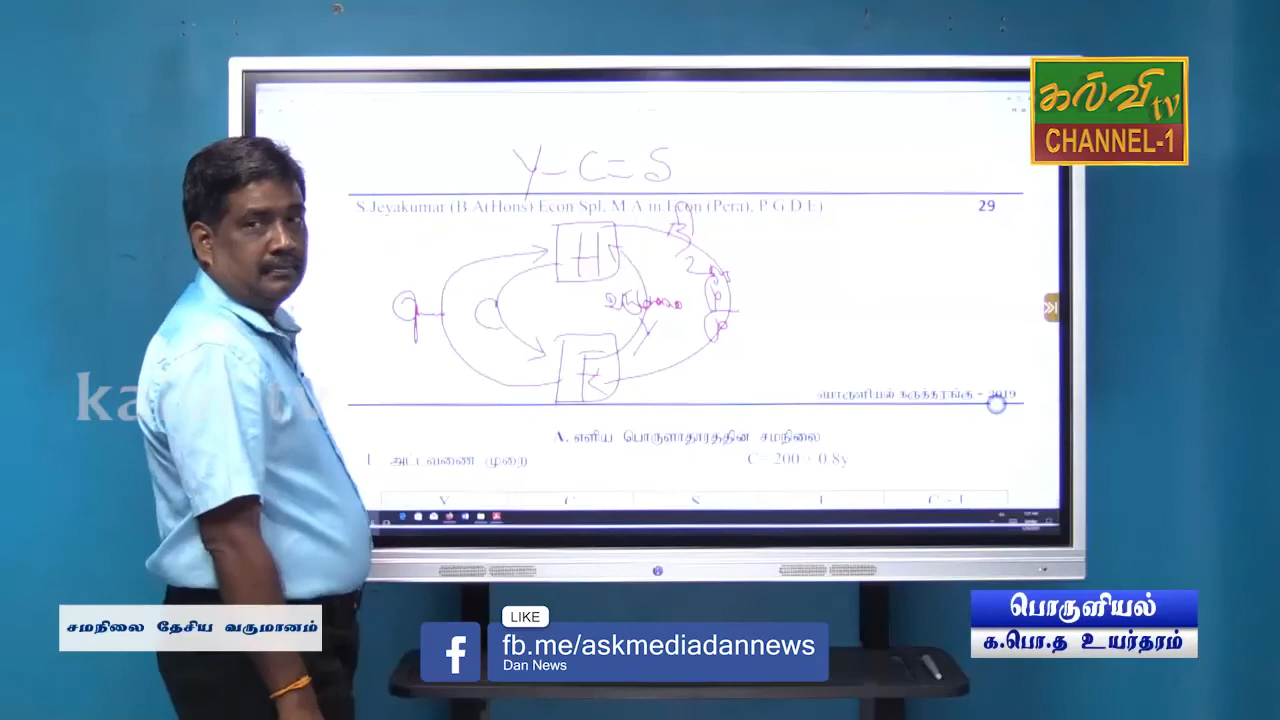 கல்வி tv
CHANNEL-1
Y - C = S
S.Jeyakumar (B.A(Hons) Econ Spl, M.A in Econ (Pera), P G D E)
29
H
C
E
பொருளியல் கருத்தரங்கு - 2019
A. எளிய பொருளாதாரத்தின் சமநிலை
1. அட்டவணை முறை
C= 200 + 0.8y
Y C S I C + I
சமநிலை தேசிய வருமானம்
LIKE
fb.me/askmediadannews
Dan News
பொருளியல்
க.பொ.த உயர்தரம்